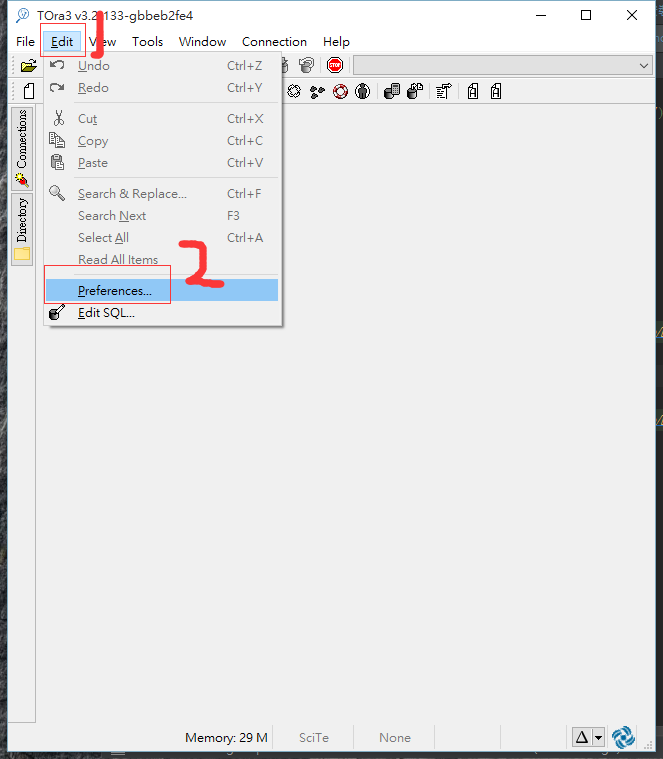 TOra3 v3.2.133-gbbeb2fe4
File Edit View Tools Window Connection Help
1
Undo Ctrl+Z
Redo Ctrl+Y
Cut Ctrl+X
Copy Ctrl+C
Paste Ctrl+V
Search & Replace... Ctrl+F
Search Next F3
Select All Ctrl+A
Read All Items
2
Preferences...
Edit SQL...
Connections
Directory
STOP
Memory: 29 M SciTe None